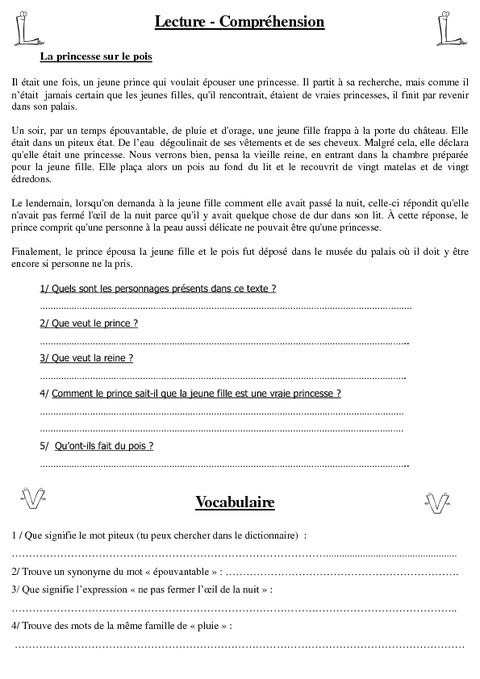 Lecture - Compréhension
La princesse sur le pois
Il était une fois, un jeune prince qui voulait épouser une princesse. Il partit à sa recherche, mais comme il
n'était jamais certain que les jeunes filles, qu'il rencontrait, étaient de vraies princesses, il finit par revenir
dans son palais.
Un soir, par un temps épouvantable, de pluie et d'orage, une jeune fille frappa à la porte du château. Elle
était dans un piteux état. De l'eau dégoulinait de ses vêtements et de ses cheveux. Malgré cela, elle déclara
qu'elle était une princesse. Nous verrons bien, pensa la vieille reine, en entrant dans la chambre préparée
pour la jeune fille. Elle plaça alors un pois au fond du lit et le recouvrit de vingt matelas et de vingt
édredons.
Le lendemain, lorsqu'on demanda à la jeune fille comment elle avait passé la nuit, celle-ci répondit qu'elle
n'avait pas fermé l'œil de la nuit parce qu'il y avait quelque chose de dur dans son lit. À cette réponse, le
prince comprit qu'une personne à la peau aussi délicate ne pouvait être qu'une princesse.
Finalement, le prince épousa la jeune fille et le pois fut déposé dans le musée du palais où il doit y être
encore si personne ne la pris.
1/ Quels sont les personnages présents dans ce texte ?
2/ Que veut le prince ?
3/ Que veut la reine ?
4/ Comment le prince sait-il que la jeune fille est une vraie princesse ?
5/ Qu'ont-ils fait du pois ?
Vocabulaire
1 / Que signifie le mot piteux (tu peux chercher dans le dictionnaire) :
2/ Trouve un synonyme du mot « épouvantable » : ……………………………………………………………
3/ Que signifie l'expression « ne pas fermer l'œil de la nuit » :
4/ Trouve des mots de la même famille de « pluie » :